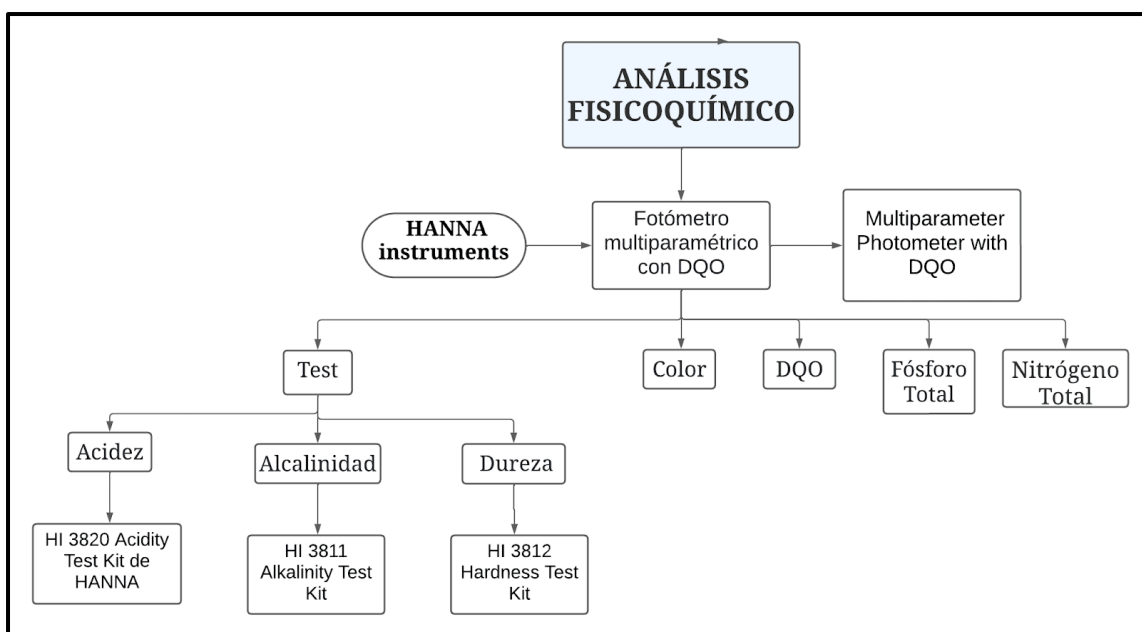 ANÁLISIS
FISICOQUÍMICO
HANNA
instruments
Fotómetro
multiparamétrico
con DQO
Multiparameter
Photometer with
DQO
Test
Color
DQO
Fósforo
Total
Nitrógeno
Total
Acidez
Alcalinidad
Dureza
HI 3820 Acidity
Test Kit de
HANNA
HI 3811
Alkalinity Test
Kit
HI 3812
Hardness Test
Kit